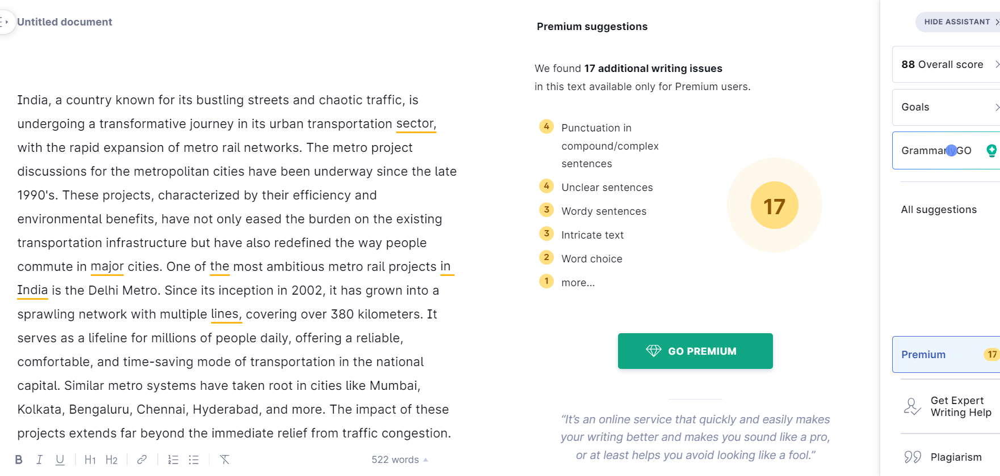 Untitled document
India, a country known for its bustling streets and chaotic traffic, is
undergoing a transformative journey in its urban transportation sector,
with the rapid expansion of metro rail networks. The metro project
discussions for the metropolitan cities have been underway since the late
1990's. These projects, characterized by their efficiency and
environmental benefits, have not only eased the burden on the existing
transportation infrastructure but have also redefined the way people
commute in major cities. One of the most ambitious metro rail projects in
India is the Delhi Metro. Since its inception in 2002, it has grown into a
sprawling network with multiple lines, covering over 380 kilometers. It
serves as a lifeline for millions of people daily, offering a reliable,
comfortable, and time-saving mode of transportation in the national
capital. Similar metro systems have taken root in cities like Mumbai,
Kolkata, Bengaluru, Chennai, Hyderabad, and more. The impact of these
projects extends far beyond the immediate relief from traffic congestion.
B I U H1 H2
522 words
Premium suggestions
We found 17 additional writing issues
in this text available only for Premium users.
4 Punctuation in
compound/complex
sentences
4 Unclear sentences
3 Wordy sentences
3 Intricate text
2 Word choice
1 more...
17
GO PREMIUM
“It’s an online service that quickly and easily makes
your writing better and makes you sound like a pro,
or at least helps you avoid looking like a fool.”
HIDE ASSISTANT
88 Overall score
Goals
GrammarlyGO
All suggestions
Premium 17
Get Expert
Writing Help
Plagiarism